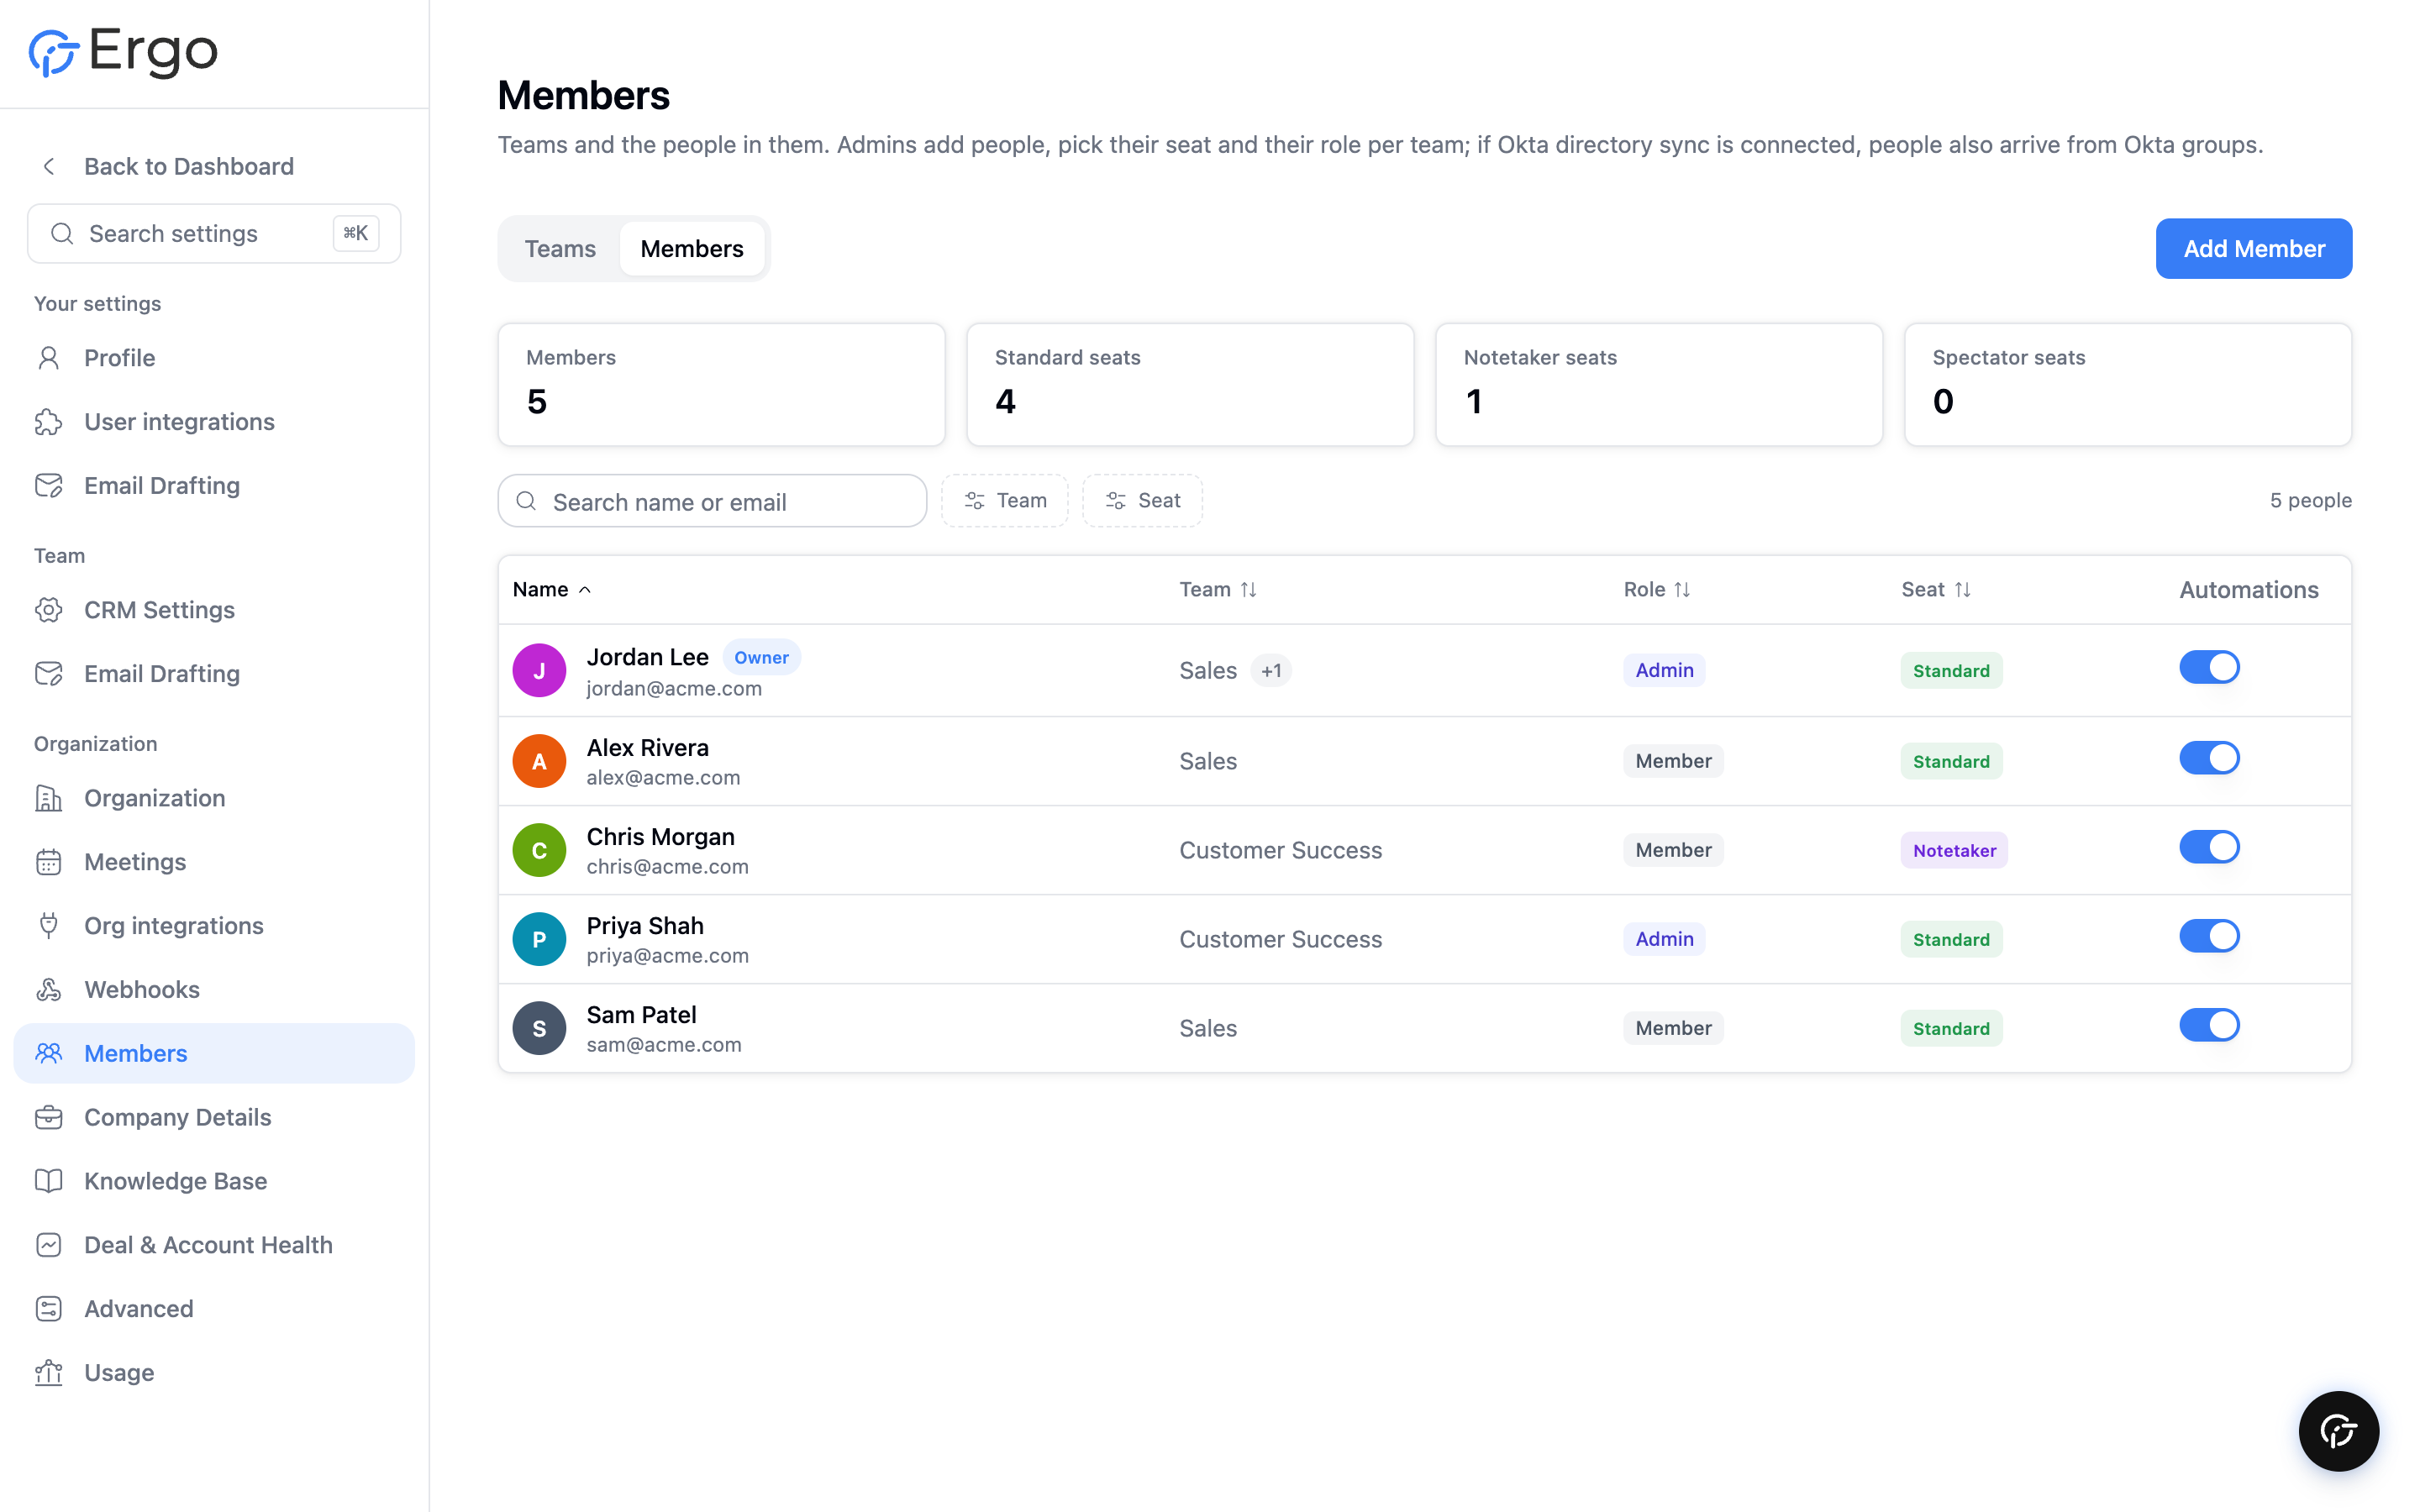 Ergo
Back to Dashboard
Search settings ⌘K
Your settings
Profile
User integrations
Email Drafting
Team
CRM Settings
Email Drafting
Organization
Organization
Meetings
Org integrations
Webhooks
Members
Company Details
Knowledge Base
Deal & Account Health
Advanced
Usage
Members
Teams and the people in them. Admins add people, pick their seat and their role per team; if Okta directory sync is connected, people also arrive from Okta groups.
Teams Members
Add Member
Members
5
Standard seats
4
Notetaker seats
1
Spectator seats
0
Search name or email Team Seat 5 people
Name Team Role Seat Automations
Jordan Lee Owner
jordan@acme.com
Sales +1 Admin Standard
Alex Rivera
alex@acme.com
Sales Member Standard
Chris Morgan
chris@acme.com
Customer Success Member Notetaker
Priya Shah
priya@acme.com
Customer Success Admin Standard
Sam Patel
sam@acme.com
Sales Member Standard
J
A
C
P
S